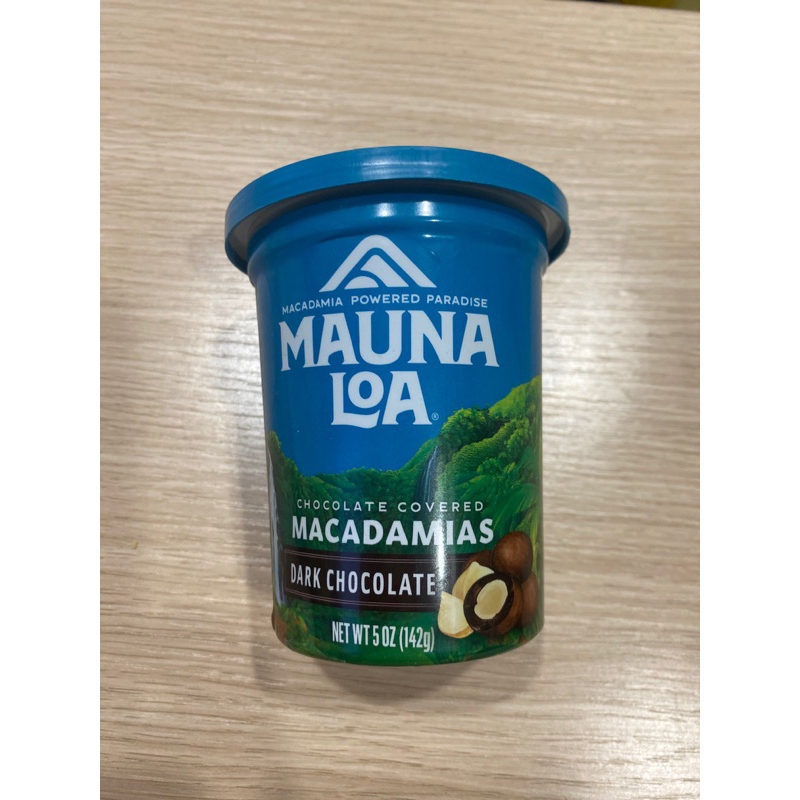 MACADAMIA POWERED PARADISE
MAUNA
LOA®
CHOCOLATE COVERED
MACADAMIAS
DARK CHOCOLATE
NET WT 5 OZ (142g)